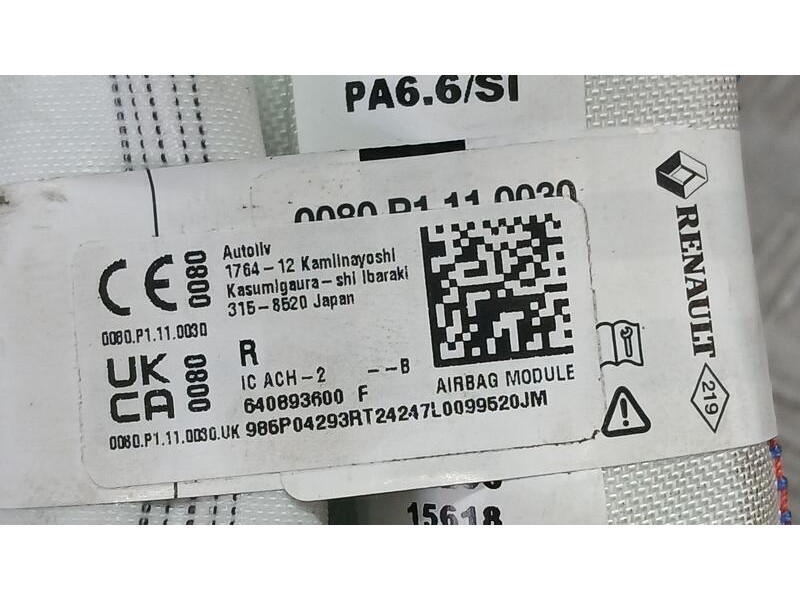 PA6.6/SI
0080.P1.11.0030
RENAULT
219
CE 0080
0080.P1.11.0030
Autoliv
1764-12 Kamiinayoshi
Kasumigaura-shi Ibaraki
315-8520 Japan
UK
CA 0080
0080.P1.11.0030.UK
R
IC ACH-2 --B
640893600 F
985P04293RT24247L0099520JM
AIRBAG MODULE
15618